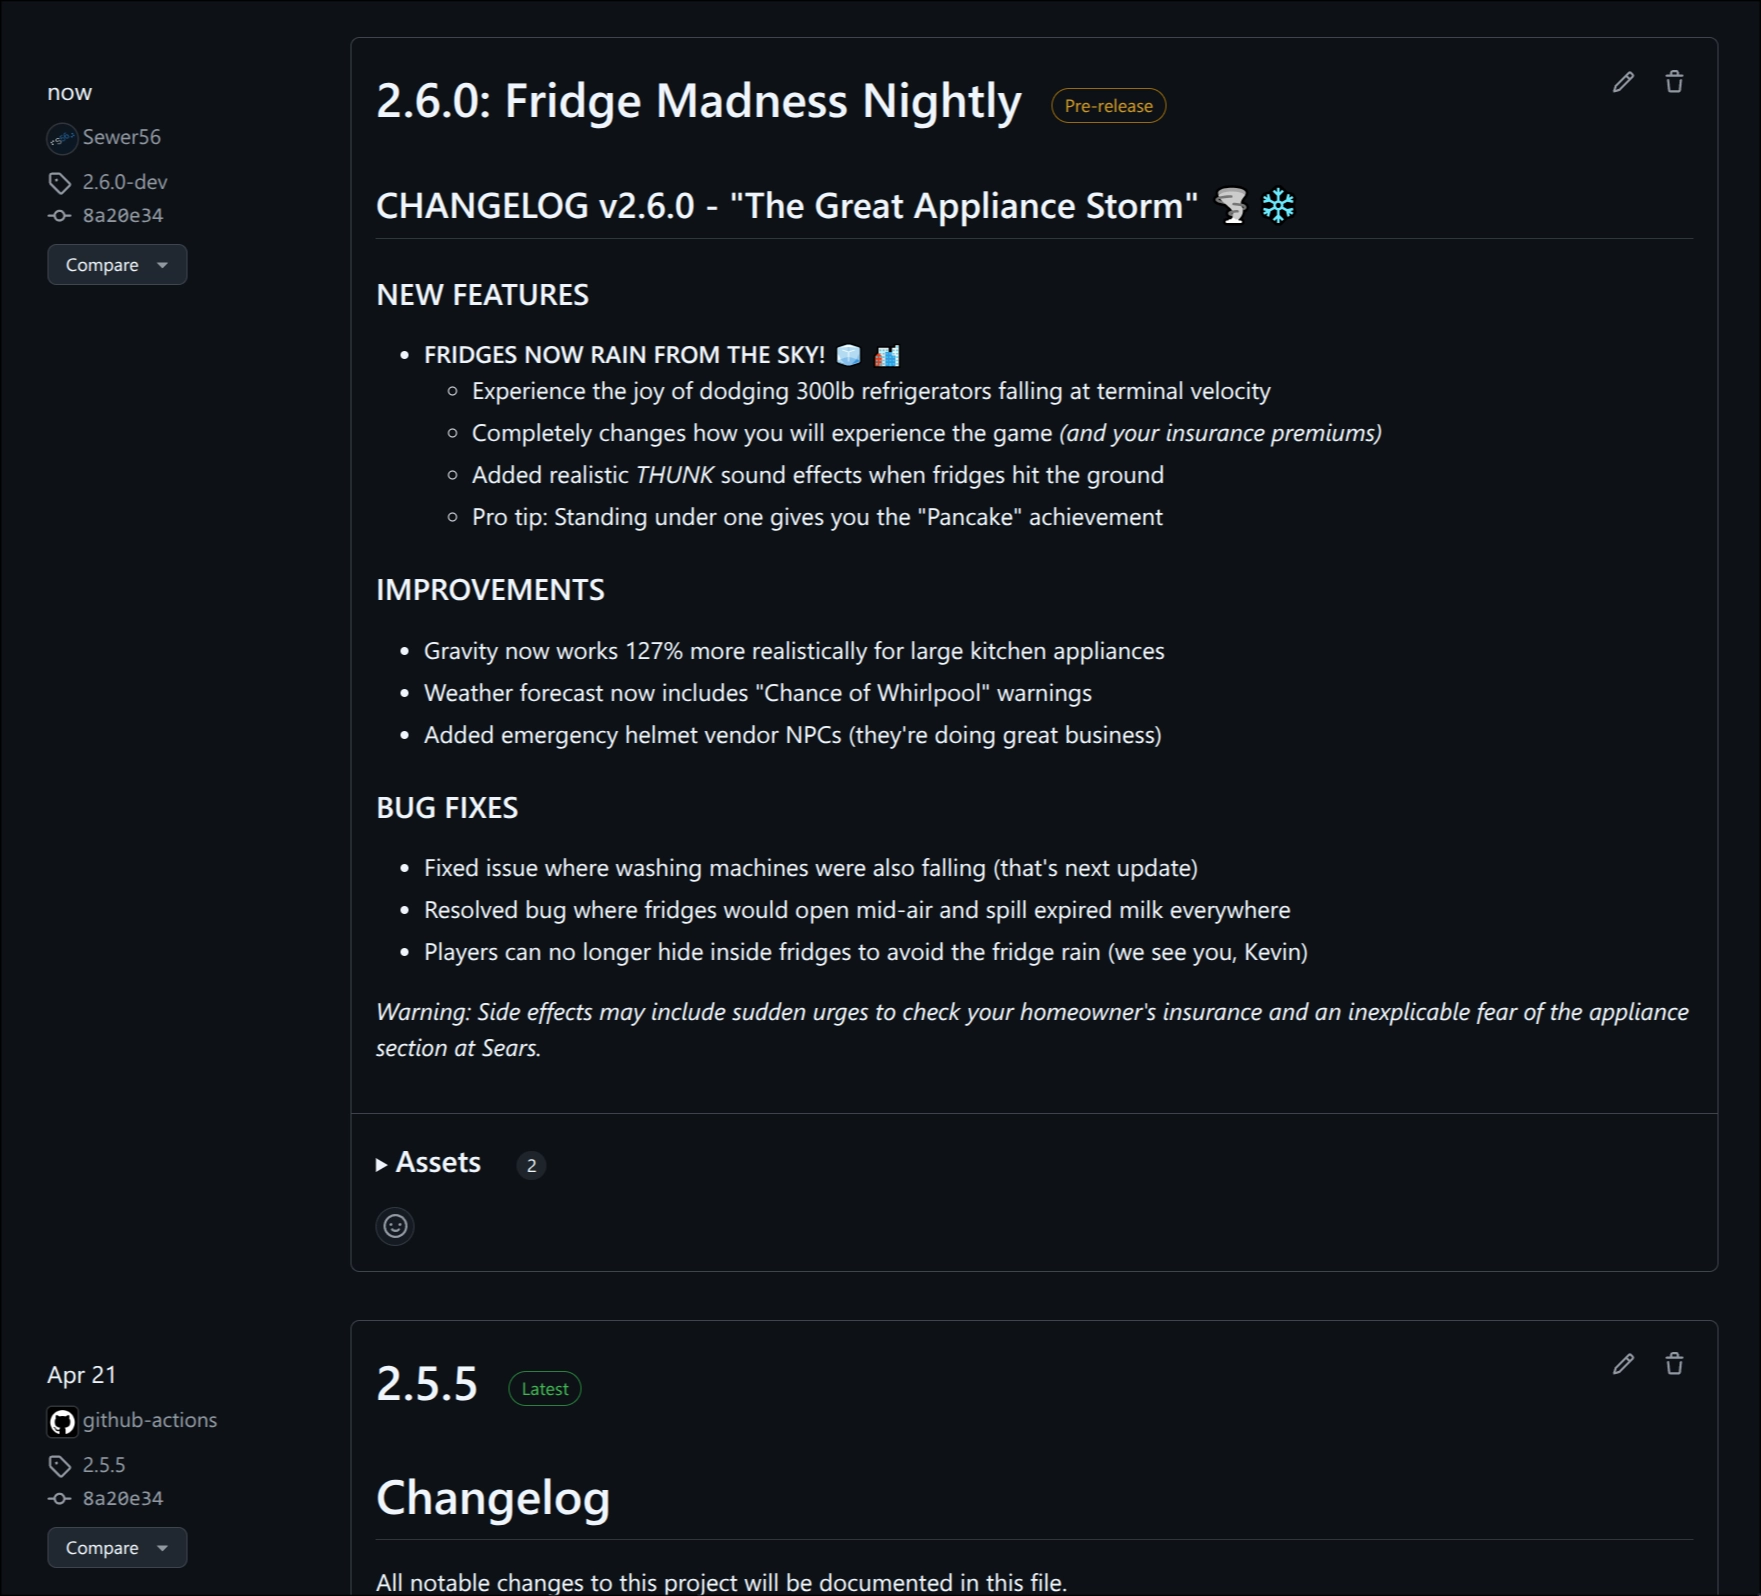 now
Sewer56
2.6.0-dev
8a20e34
Compare
2.6.0: Fridge Madness Nightly Pre-release
CHANGELOG v2.6.0 - "The Great Appliance Storm" 🌪️ ❄️
NEW FEATURES
• FRIDGES NOW RAIN FROM THE SKY! 🧊 🏙️
◦ Experience the joy of dodging 300lb refrigerators falling at terminal velocity
◦ Completely changes how you will experience the game (and your insurance premiums)
◦ Added realistic THUNK sound effects when fridges hit the ground
◦ Pro tip: Standing under one gives you the "Pancake" achievement
IMPROVEMENTS
• Gravity now works 127% more realistically for large kitchen appliances
• Weather forecast now includes "Chance of Whirlpool" warnings
• Added emergency helmet vendor NPCs (they're doing great business)
BUG FIXES
• Fixed issue where washing machines were also falling (that's next update)
• Resolved bug where fridges would open mid-air and spill expired milk everywhere
• Players can no longer hide inside fridges to avoid the fridge rain (we see you, Kevin)
Warning: Side effects may include sudden urges to check your homeowner's insurance and an inexplicable fear of the appliance
section at Sears.
Assets 2
Apr 21
github-actions
2.5.5
8a20e34
Compare
2.5.5 Latest
Changelog
All notable changes to this project will be documented in this file.